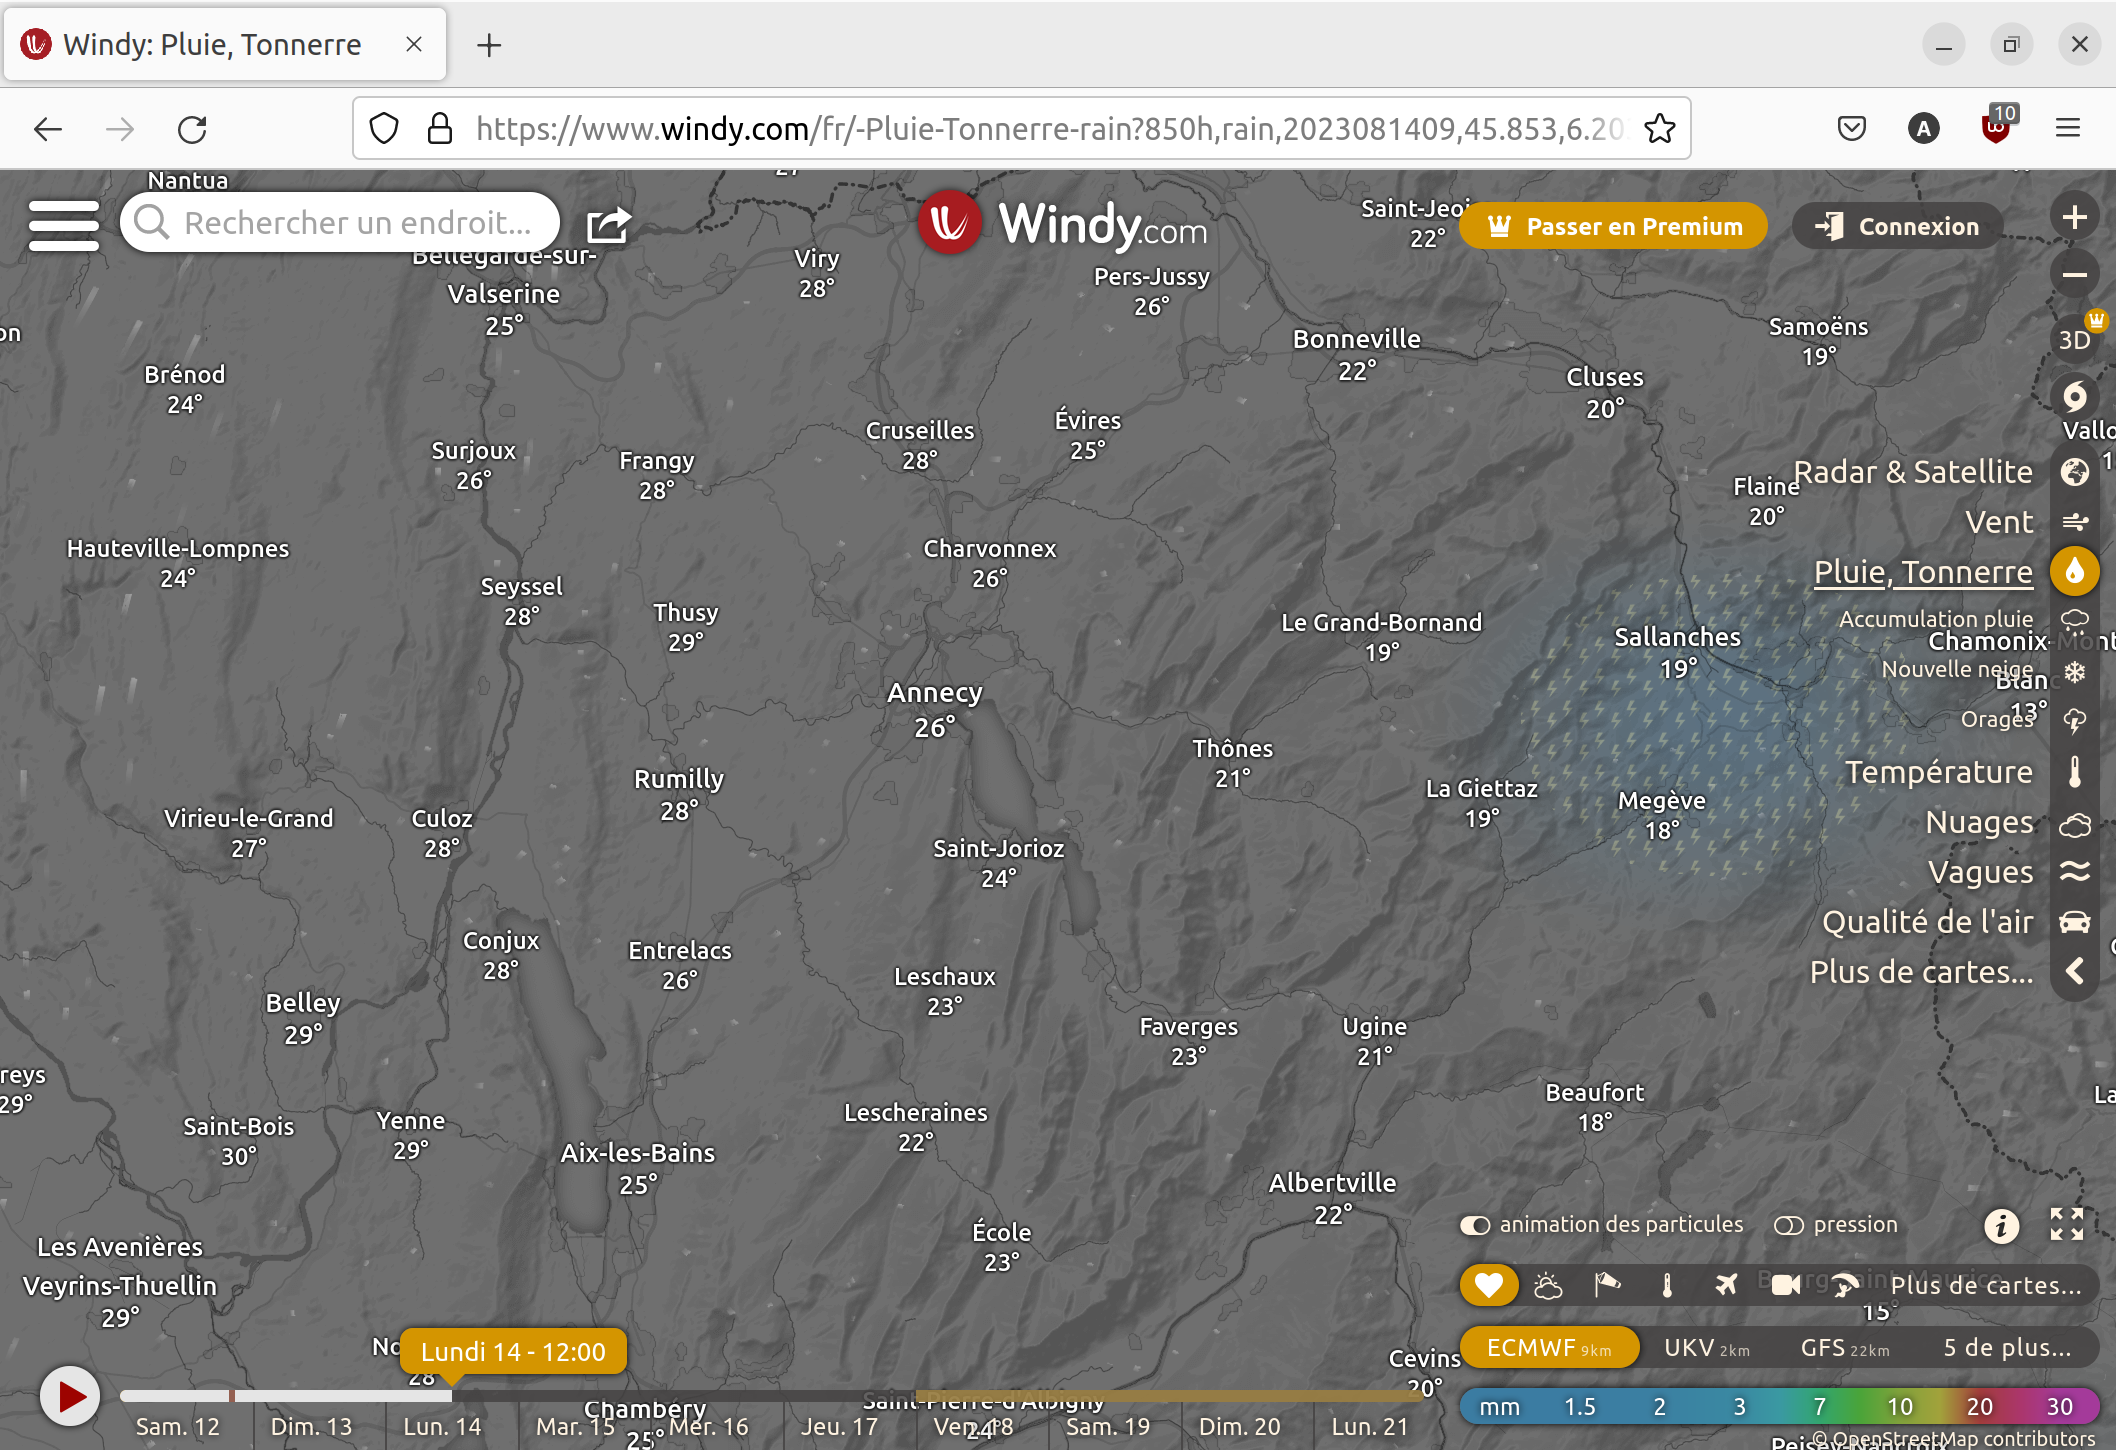 Windy: Pluie, Tonnerre
https://www.windy.com/fr/-Pluie-Tonnerre-rain?850h,rain,2023081409,45.853,6.20
10
Nantua
Rechercher un endroit...
Windy.com
Saint-Jeoi
22°
Passer en Premium
Connexion
Bellegarde-sur-
Valserine
25°
Viry
28°
Pers-Jussy
26°
Bonneville
22°
Samoëns
19°
3D
Brénod
24°
Cluses
20°
Surjoux
26°
Frangy
28°
Cruseilles
28°
Évires
25°
Vallo
Radar & Satellite
Flaine
20°
Vent
Hauteville-Lompnes
24°
Charvonnex
26°
Pluie, Tonnerre
Seyssel
28°
Thusy
29°
Le Grand-Bornand
19°
Sallanches
19°
Accumulation pluie
Chamonix-Mont
Blanc
13°
Nouvelle neige
Orages
Annecy
26°
Thônes
21°
Rumilly
28°
La Giettaz
19°
Megève
18°
Température
Nuages
Vagues
Qualité de l'air
Plus de cartes...
Virieu-le-Grand
27°
Culoz
28°
Saint-Jorioz
24°
Conjux
28°
Entrelacs
26°
Leschaux
23°
Belley
29°
Faverges
23°
Ugine
21°
reys
29°
Beaufort
18°
La
Saint-Bois
30°
Yenne
29°
Lescheraines
22°
Aix-les-Bains
25°
Albertville
22°
École
23°
Les Avenières
Veyrins-Thuellin
29°
animation des particules
pression
Bourg-Saint-Maurice
15°
Plus de cartes...
No
28°
Lundi 14 - 12:00
Cevins
20°
ECMWF 9km
UKV 2km
GFS 22km
5 de plus...
Saint-Pierre-d'Albigny
24°
Chambéry
25°
mm 1.5 2 3 7 10 20 30
Sam. 12
Dim. 13
Lun. 14
Mar. 15
Mer. 16
Jeu. 17
Ven. 18
Sam. 19
Dim. 20
Lun. 21
© OpenStreetMap contributors